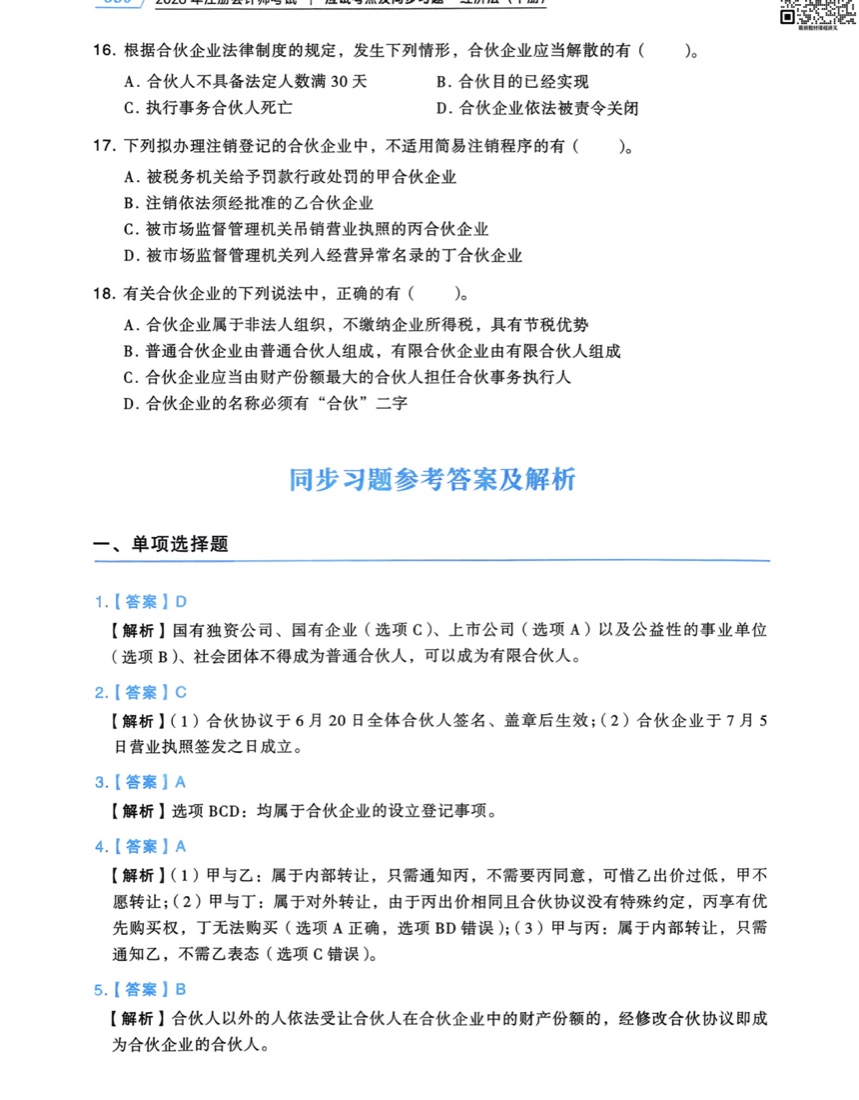 16. 根据合伙企业法律制度的规定，发生下列情形，合伙企业应当解散的有（　　）。
A. 合伙人不具备法定人数满 30 天　　B. 合伙目的已经实现
C. 执行事务合伙人死亡　　D. 合伙企业依法被责令关闭
17. 下列拟办理注销登记的合伙企业中，不适用简易注销程序的有（　　）。
A. 被税务机关给予罚款行政处罚的甲合伙企业
B. 注销依法须经批准的乙合伙企业
C. 被市场监督管理机关吊销营业执照的丙合伙企业
D. 被市场监督管理机关列入经营异常名录的丁合伙企业
18. 有关合伙企业的下列说法中，正确的有（　　）。
A. 合伙企业属于非法人组织，不缴纳企业所得税，具有节税优势
B. 普通合伙企业由普通合伙人组成，有限合伙企业由有限合伙人组成
C. 合伙企业应当由财产份额最大的合伙人担任合伙事务执行人
D. 合伙企业的名称必须有“合伙”二字
同步习题参考答案及解析
一、单项选择题
1.【答案】D
【解析】国有独资公司、国有企业（选项 C）、上市公司（选项 A）以及公益性的事业单位
（选项 B）、社会团体不得成为普通合伙人，可以成为有限合伙人。
2.【答案】C
【解析】（1）合伙协议于 6 月 20 日全体合伙人签名、盖章后生效；（2）合伙企业于 7 月 5
日营业执照签发之日成立。
3.【答案】A
【解析】选项 BCD：均属于合伙企业的设立登记事项。
4.【答案】A
【解析】（1）甲与乙：属于内部转让，只需通知丙，不需要丙同意，可惜乙出价过低，甲不
愿转让；（2）甲与丁：属于对外转让，由于丙出价相同且合伙协议没有特殊约定，丙享有优
先购买权，丁无法购买（选项 A 正确，选项 BD 错误）；（3）甲与丙：属于内部转让，只需
通知乙，不需乙表态（选项 C 错误）。
5.【答案】B
【解析】合伙人以外的人依法受让合伙人在合伙企业中的财产份额的，经修改合伙协议即成
为合伙企业的合伙人。